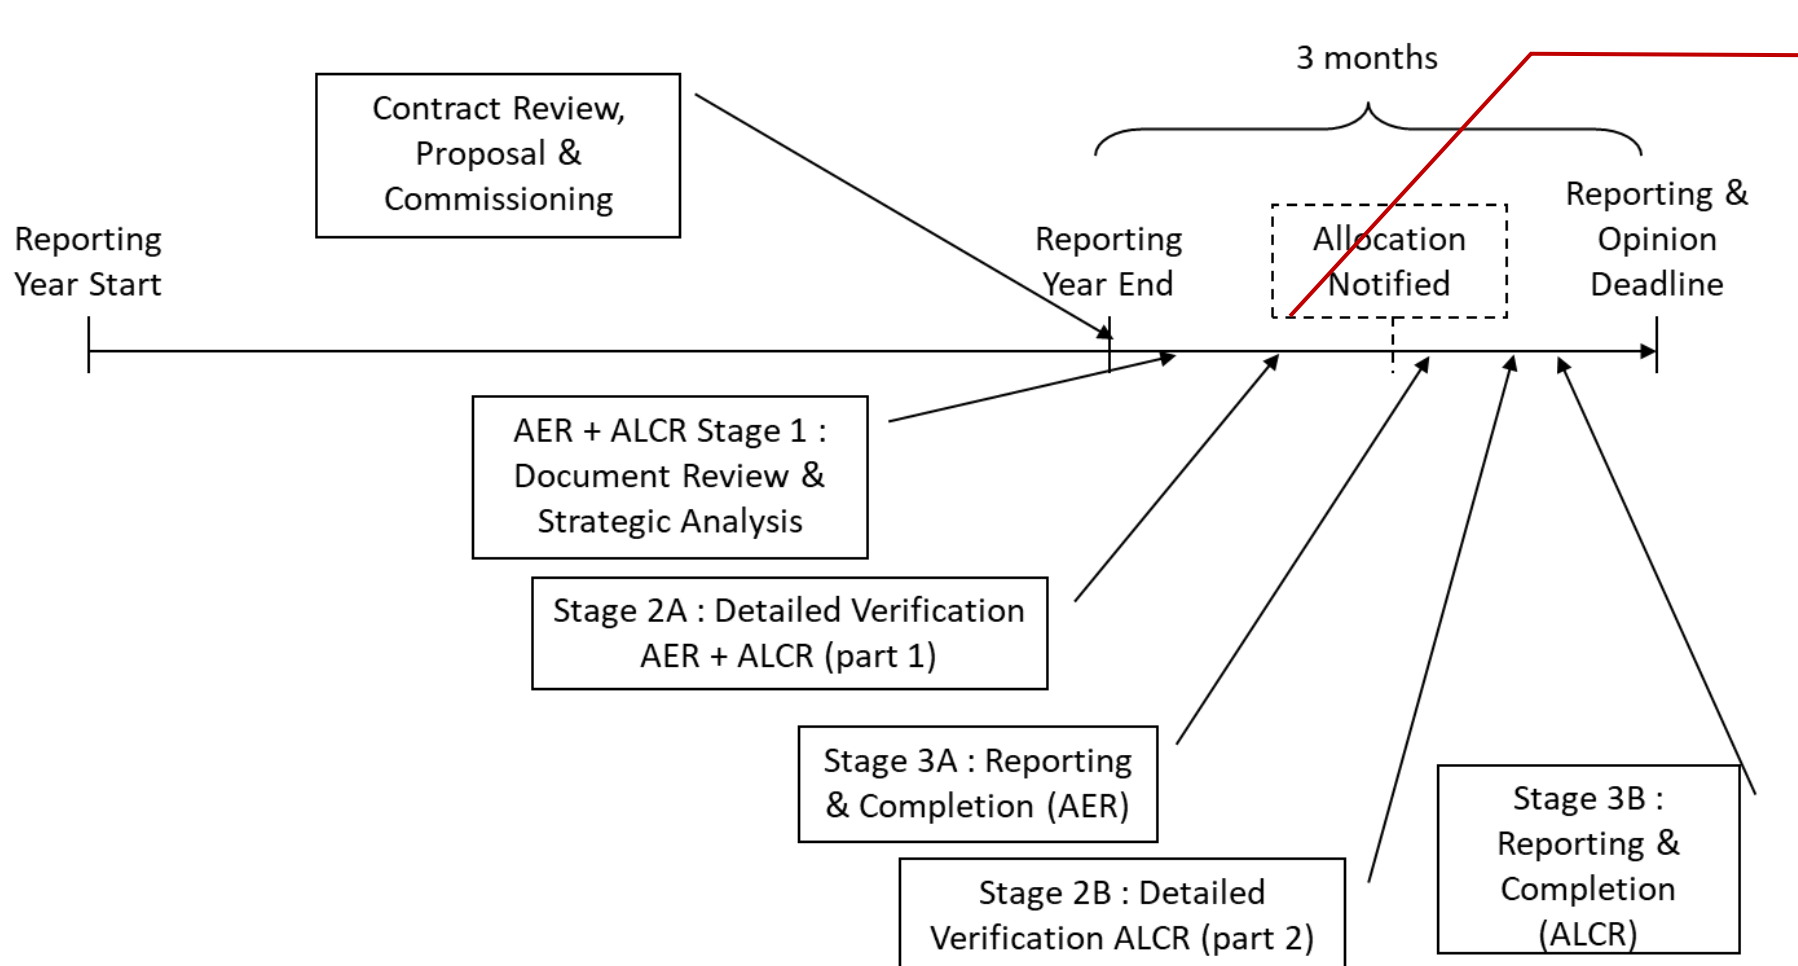 3 months
Contract Review,
Proposal &
Commissioning
Reporting
Year Start
Reporting
Year End
Allocation
Notified
Reporting &
Opinion
Deadline
AER + ALCR Stage 1 :
Document Review &
Strategic Analysis
Stage 2A : Detailed Verification
AER + ALCR (part 1)
Stage 3A : Reporting
& Completion (AER)
Stage 2B : Detailed
Verification ALCR (part 2)
Stage 3B :
Reporting &
Completion
(ALCR)